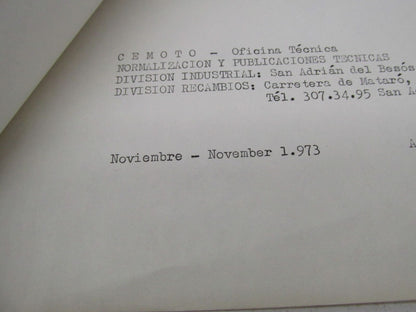 C E M O T O - Oficina Técnica
NORMALIZACION Y PUBLICACIONES TECNICAS
DIVISION INDUSTRIAL: San Adrián del Besós
DIVISION RECAMBIOS: Carretera de Mataró,
Tél. 307.34.95 San A
Noviembre - November 1.973
A